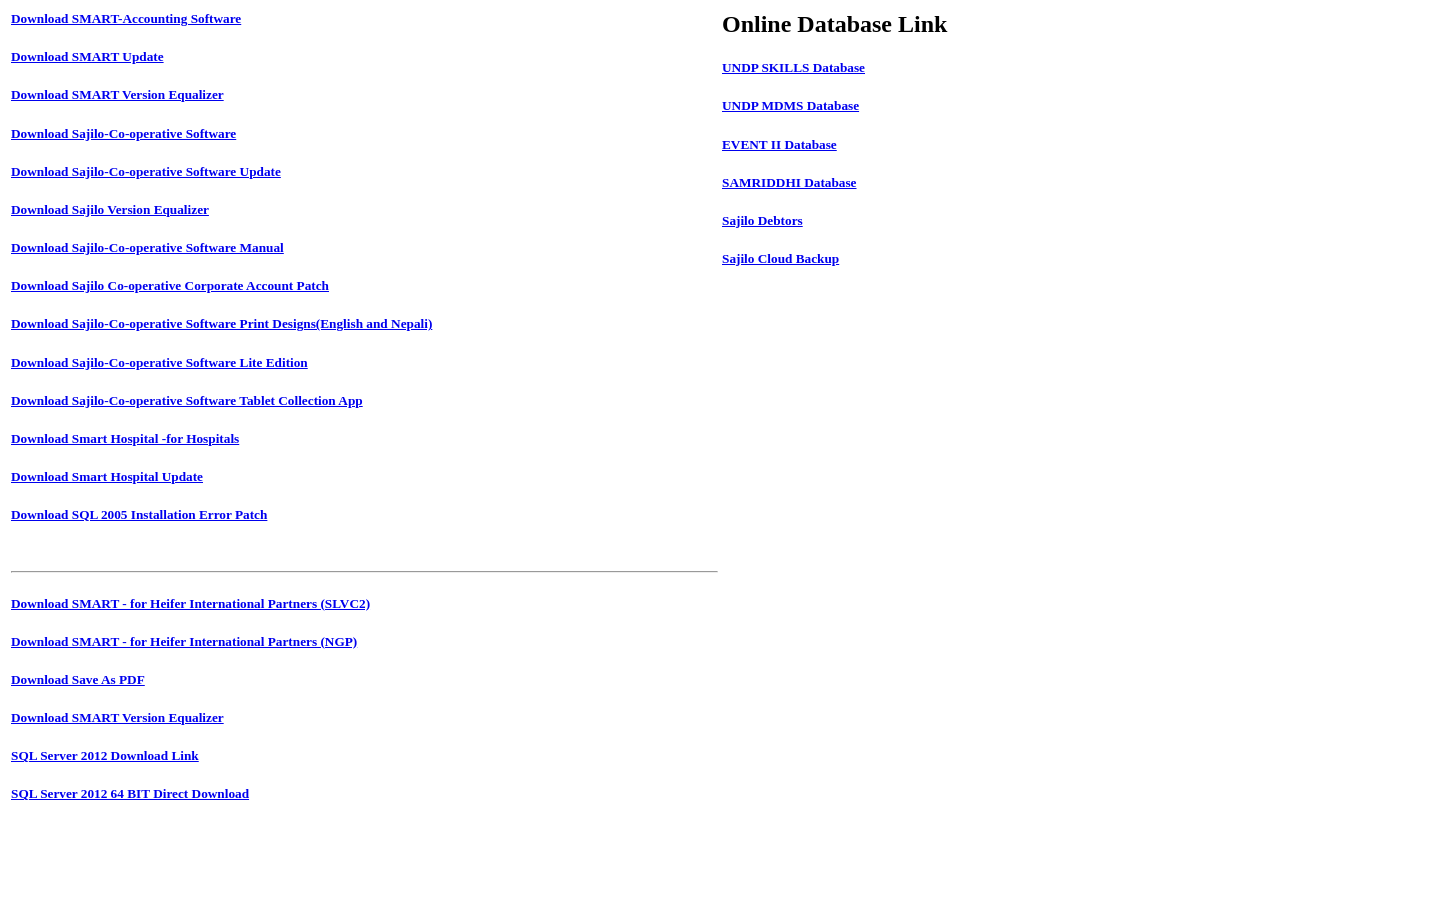 Download SMART-Accounting Software
Download SMART Update
Download SMART Version Equalizer
Download Sajilo-Co-operative Software
Download Sajilo-Co-operative Software Update
Download Sajilo Version Equalizer
Download Sajilo-Co-operative Software Manual
Download Sajilo Co-operative Corporate Account Patch
Download Sajilo-Co-operative Software Print Designs(English and Nepali)
Download Sajilo-Co-operative Software Lite Edition
Download Sajilo-Co-operative Software Tablet Collection App
Download Smart Hospital -for Hospitals
Download Smart Hospital Update
Download SQL 2005 Installation Error Patch
Download SMART - for Heifer International Partners (SLVC2)
Download SMART - for Heifer International Partners (NGP)
Download Save As PDF
Download SMART Version Equalizer
SQL Server 2012 Download Link
SQL Server 2012 64 BIT Direct Download
Online Database Link
UNDP SKILLS Database
UNDP MDMS Database
EVENT II Database
SAMRIDDHI Database
Sajilo Debtors
Sajilo Cloud Backup